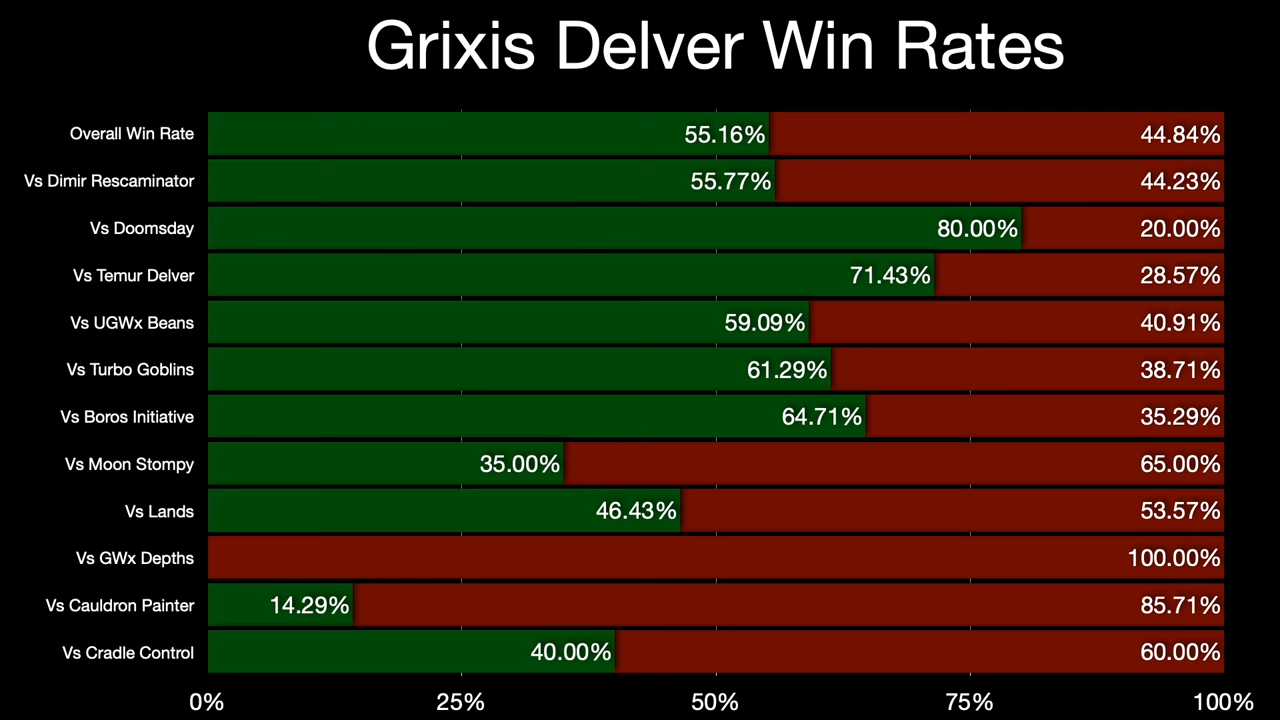 Grixis Delver Win Rates
Overall Win Rate 55.16% 44.84%
Vs Dimir Rescaminator 55.77% 44.23%
Vs Doomsday 80.00% 20.00%
Vs Temur Delver 71.43% 28.57%
Vs UGWx Beans 59.09% 40.91%
Vs Turbo Goblins 61.29% 38.71%
Vs Boros Initiative 64.71% 35.29%
Vs Moon Stompy 35.00% 65.00%
Vs Lands 46.43% 53.57%
Vs GWx Depths 100.00%
Vs Cauldron Painter 14.29% 85.71%
Vs Cradle Control 40.00% 60.00%
0% 25% 50% 75% 100%